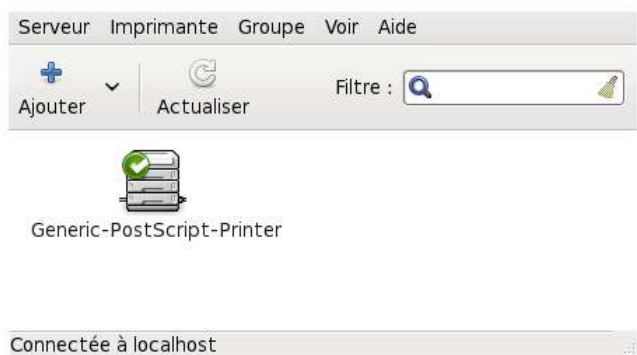 Serveur Imprimante Groupe Voir Aide
Ajouter Actualiser Filtre :
Generic-PostScript-Printer
Connectée à localhost